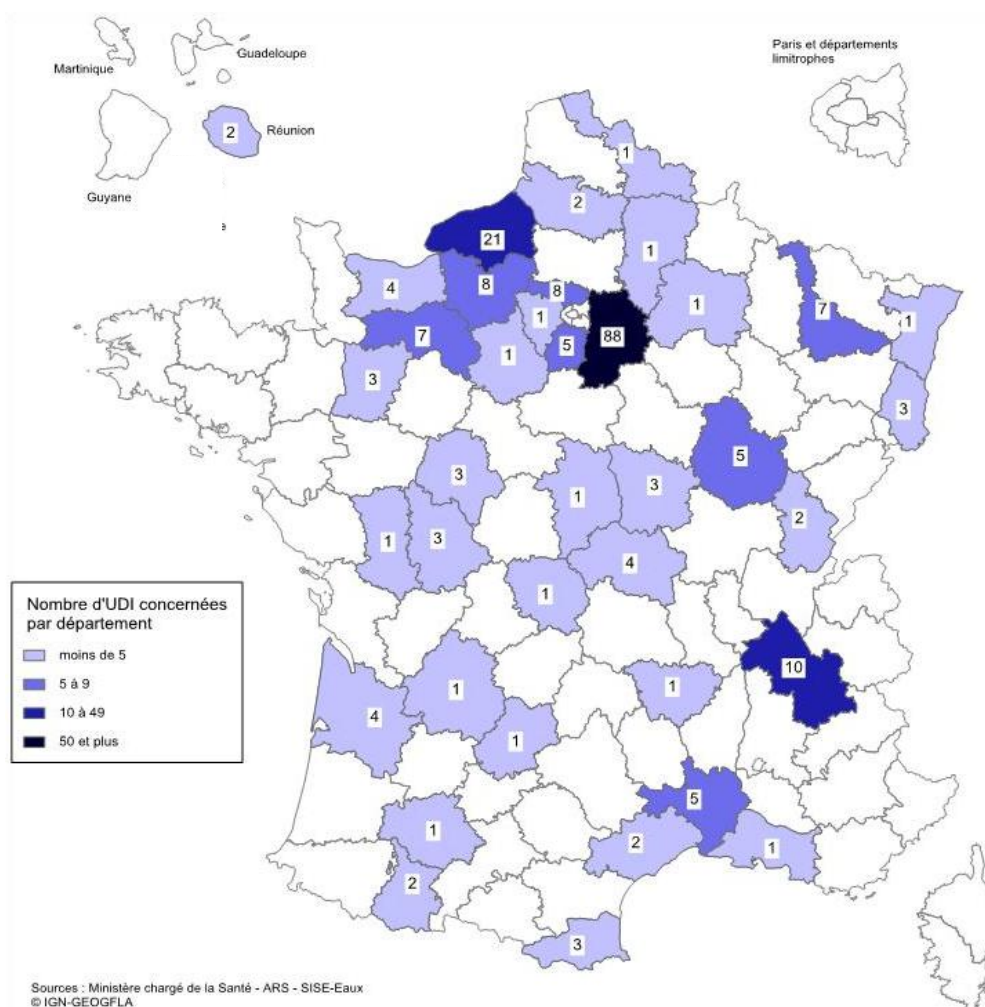 Martinique
Guadeloupe
Paris et départements
limitrophes
2
Réunion
Guyane
e
1
2
21
1
4
8
8
1
1
7
1
7
88
1
5
1
3
3
5
3
1
3
2
1
3
4
1
Nombre d'UDI concernées
par département
moins de 5
5 à 9
10 à 49
50 et plus
10
1
1
4
1
5
1
2
1
2
3
Sources : Ministère chargé de la Santé - ARS - SISE-Eaux
© IGN-GEOGFLA